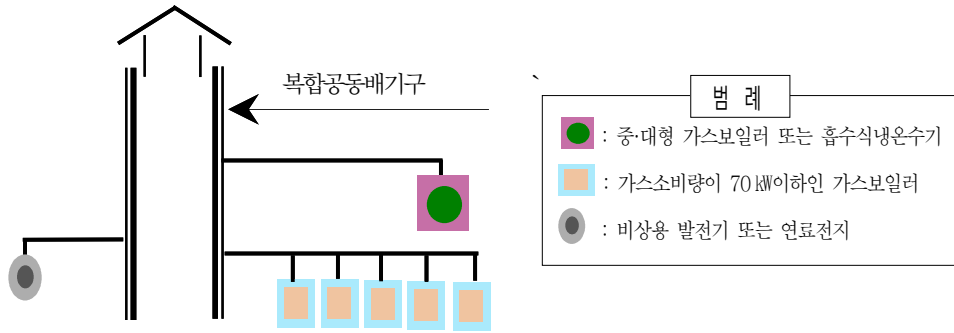 복합공동배기구
`
범 례
: 중·대형 가스보일러 또는 흡수식냉온수기
: 가스소비량이 70㎾이하인 가스보일러
: 비상용 발전기 또는 연료전지